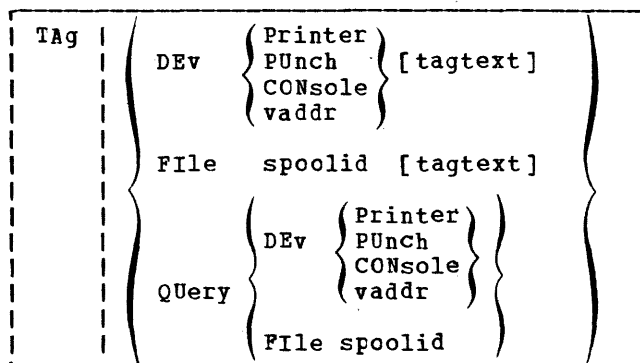 Printer
TAg | PUnch
DEv CONsole [tagtext]
vaddr
FIle spoolid [tagtext]
Printer
DEv PUnch
CONsole
QUery vaddr
FIle spoolid